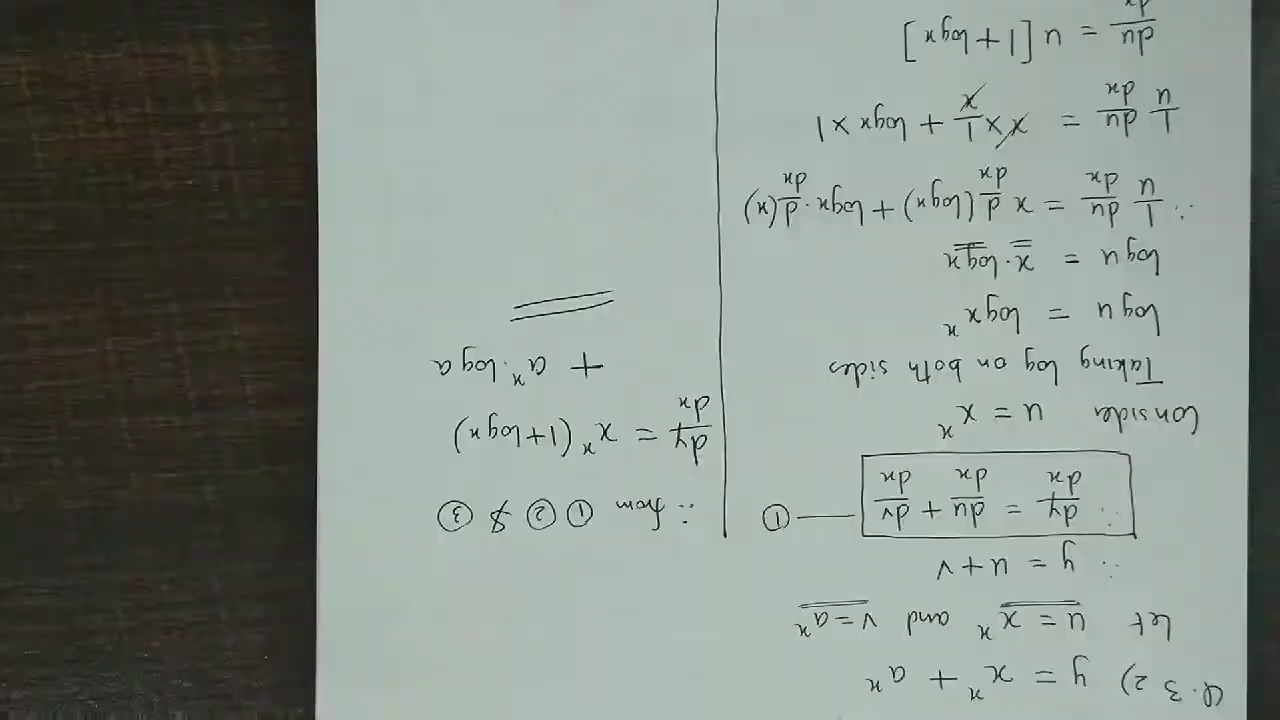 Q.3 2) y = x^x + a^x
Let u = x^x and v = a^x
∴ y = u + v
∴ dy/dx = du/dx + dv/dx —— ①
Consider u = x^x
Taking log on both sides
log u = log x^x
log u = x · log x
∴ 1/u du/dx = x d/dx (log x) + log x · d/dx (x)
1/u du/dx = x × 1/x + log x × 1
du/dx = u [1 + log x]
∴ from ① ② & ③
dy/dx = x^x (1 + log x)
+ a^x · log a